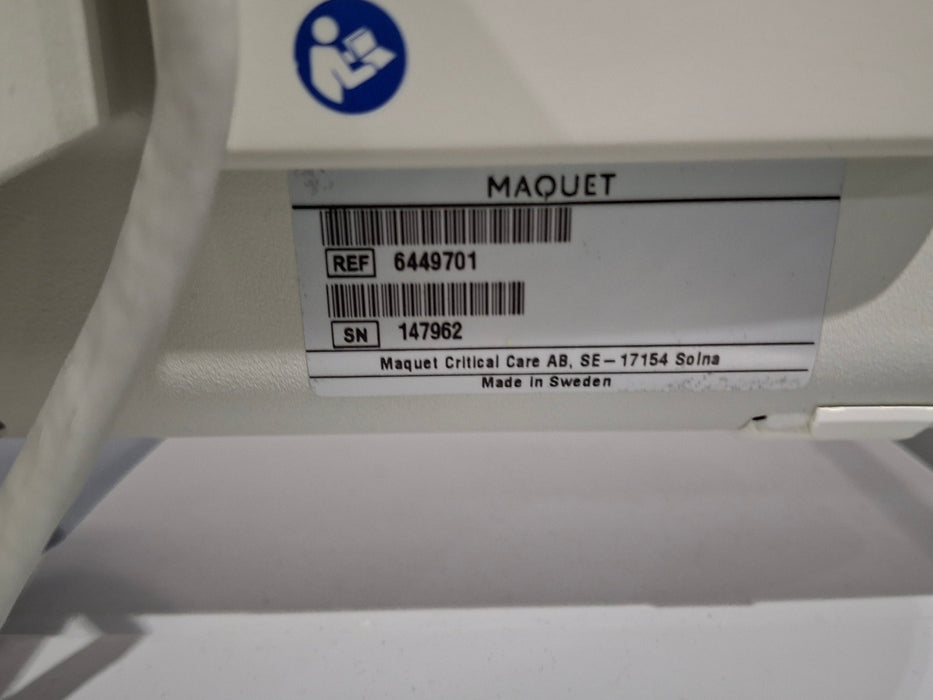 MAQUET
REF 6449701
SN 147962
Maquet Critical Care AB, SE–17154 Solna
Made in Sweden